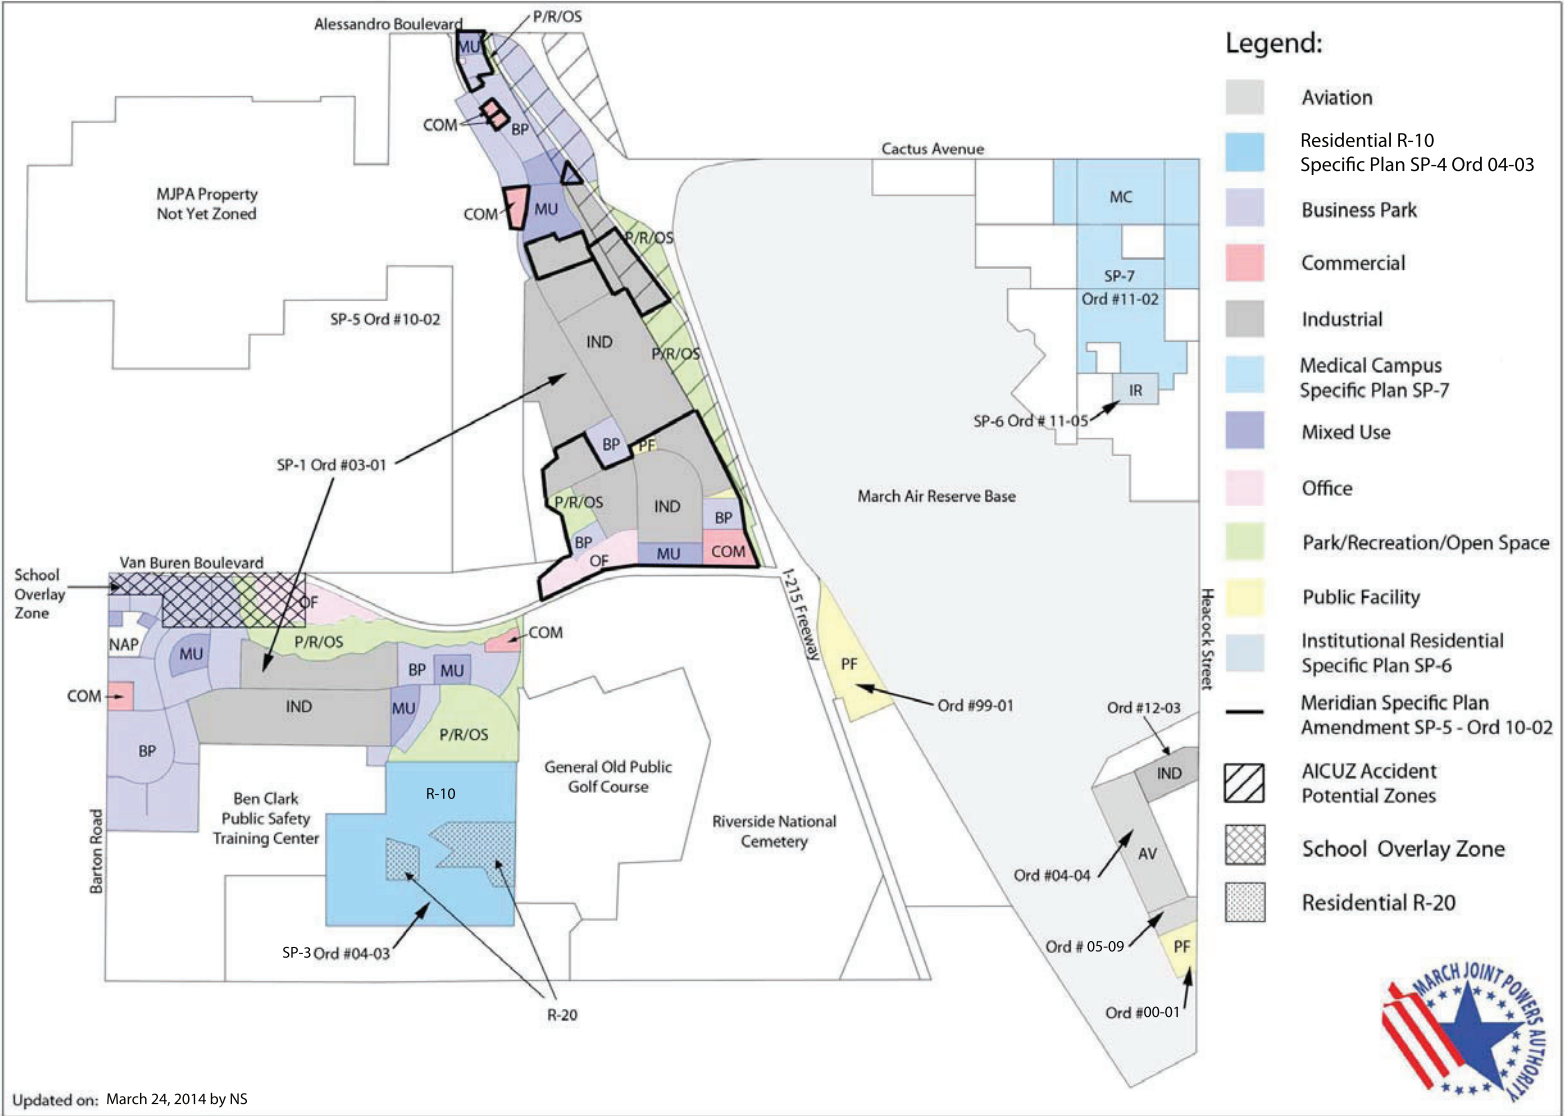 Alessandro Boulevard
P/R/OS
MU
COM
BP
Cactus Avenue
MJPA Property
Not Yet Zoned
COM
MU
P/R/OS
MC
SP-7
Ord #11-02
SP-5 Ord #10-02
IND
P/R/OS
IR
SP-6 Ord # 11-05
BP
PF
SP-1 Ord #03-01
March Air Reserve Base
P/R/OS
IND
BP
BP
OF
MU
COM
Van Buren Boulevard
School
Overlay
Zone
I-215 Freeway
Heacock Street
OF
NAP
MU
P/R/OS
COM
BP
MU
PF
COM
IND
MU
Ord #99-01
Ord #12-03
BP
P/R/OS
General Old Public
Golf Course
IND
R-10
Ben Clark
Public Safety
Training Center
Riverside National
Cemetery
Barton Road
AV
Ord #04-04
SP-3 Ord #04-03
Ord # 05-09
PF
R-20
Ord #00-01
Updated on: March 24, 2014 by NS
Legend:
Aviation
Residential R-10
Specific Plan SP-4 Ord 04-03
Business Park
Commercial
Industrial
Medical Campus
Specific Plan SP-7
Mixed Use
Office
Park/Recreation/Open Space
Public Facility
Institutional Residential
Specific Plan SP-6
Meridian Specific Plan
Amendment SP-5 - Ord 10-02
AICUZ Accident
Potential Zones
School Overlay Zone
Residential R-20
MARCH JOINT POWERS AUTHORITY